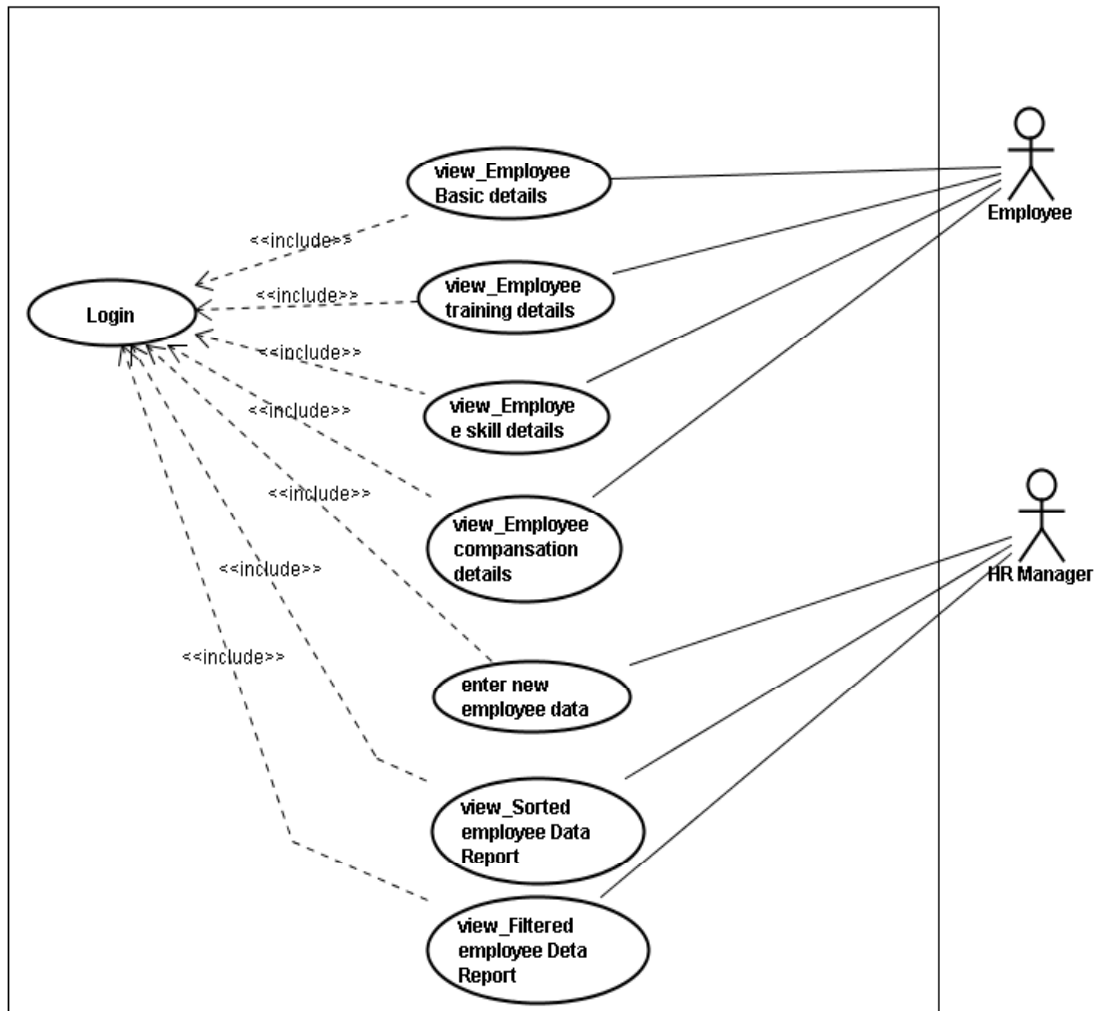 view_Employee
Basic details
Employee
<<include>>
view_Employee
training details
<<include>>
Login
<<include>>
view_Employe
e skill details
<<include>>
<<include>>
view_Employee
compansation
details
HR Manager
<<include>>
<<include>>
enter new
employee data
view_Sorted
employee Data
Report
view_Filtered
employee Deta
Report